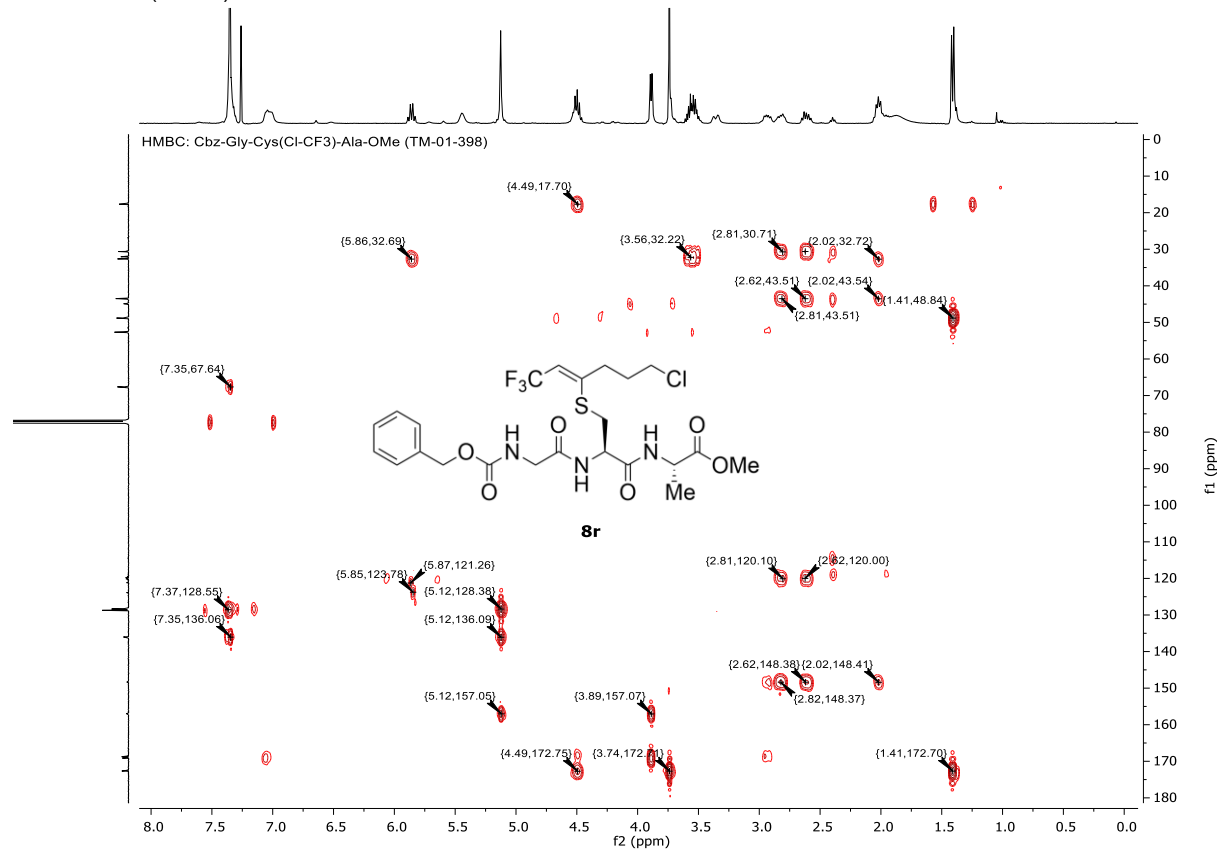 HMBC: Cbz-Gly-Cys(Cl-CF3)-Ala-OMe (TM-01-398)
{4.49,17.70}
{5.86,32.69}
{3.56,32.22}
{2.81,30.71}
{2.02,32.72}
{2.62,43.51}
{2.02,43.54}
{1.41,48.84}
{2.81,43.51}
{7.35,67.64}
F3C
Cl
S
O
H
N
O
O
N
H
O
H
N
O
O
OMe
Me
8r
{5.87,121.26}
{5.85,123.78}
{2.81,120.10}
{2.62,120.00}
{7.37,128.55}
{5.12,128.38}
{7.35,136.06}
{5.12,136.09}
{2.62,148.38}
{2.02,148.41}
{2.82,148.37}
{5.12,157.05}
{3.89,157.07}
{4.49,172.75}
{1.41,172.70}
0
10
20
30
40
50
60
70
80
90
100
110
120
130
140
150
160
170
180
f1 (ppm)
8.0 7.5 7.0 6.5 6.0 5.5 5.0 4.5 4.0 3.5 3.0 2.5 2.0 1.5 1.0 0.5 0.0
f2 (ppm)